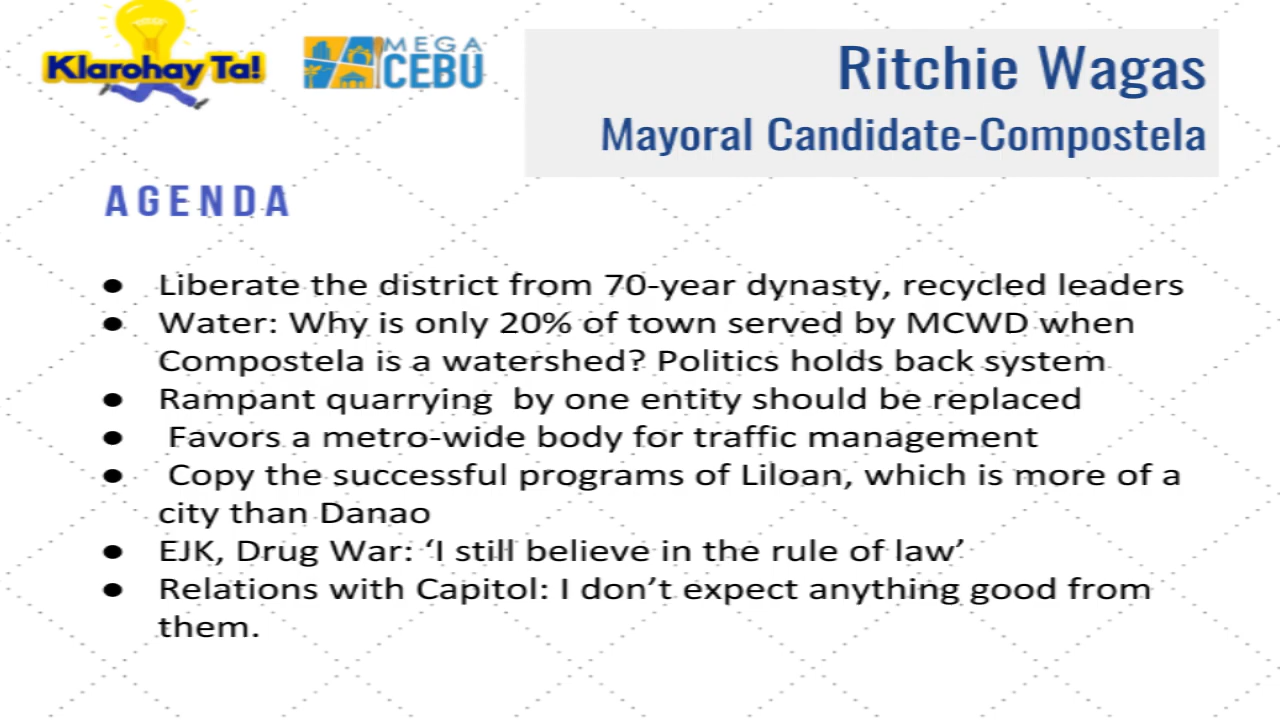 Klarohay Ta!
MEGA
CEBU
Ritchie Wagas
Mayoral Candidate-Compostela
AGENDA
● Liberate the district from 70-year dynasty, recycled leaders
● Water: Why is only 20% of town served by MCWD when
Compostela is a watershed? Politics holds back system
● Rampant quarrying by one entity should be replaced
● Favors a metro-wide body for traffic management
● Copy the successful programs of Liloan, which is more of a
city than Danao
● EJK, Drug War: ‘I still believe in the rule of law’
● Relations with Capitol: I don’t expect anything good from
them.